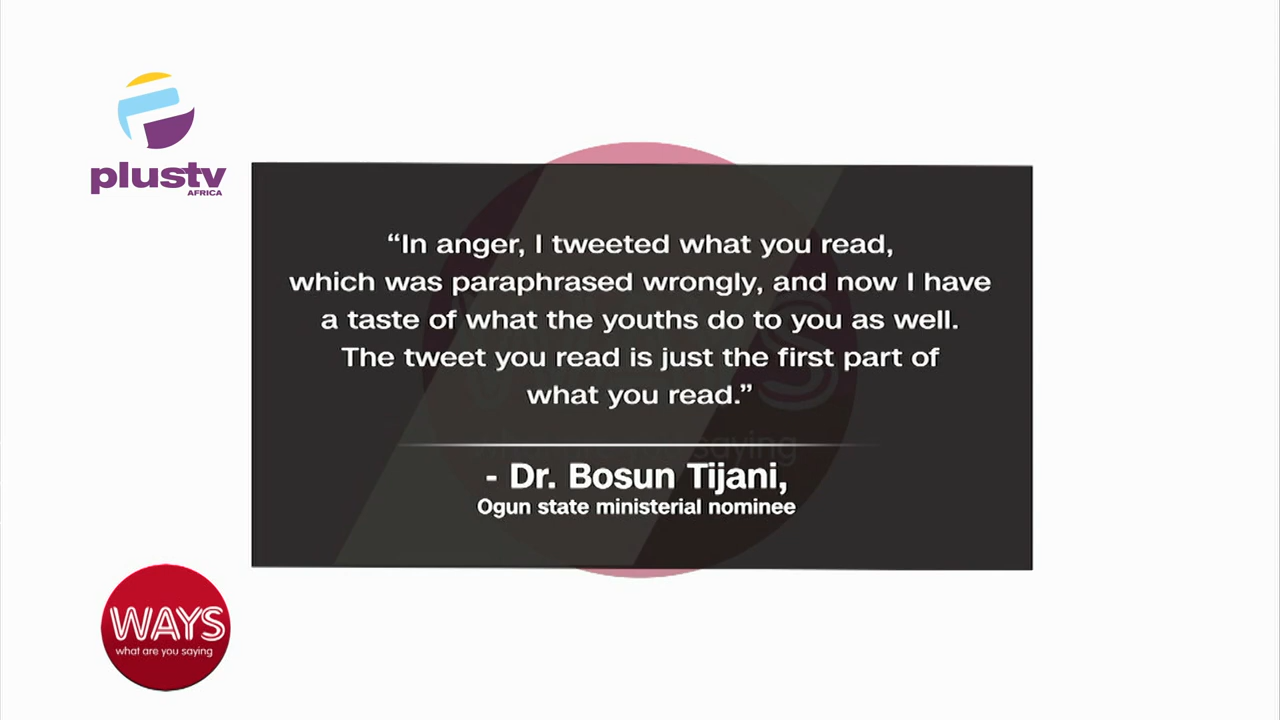 plustv
AFRICA
“In anger, I tweeted what you read,
which was paraphrased wrongly, and now I have
a taste of what the youths do to you as well.
The tweet you read is just the first part of
what you read.”
- Dr. Bosun Tijani,
Ogun state ministerial nominee
WAYS
what are you saying